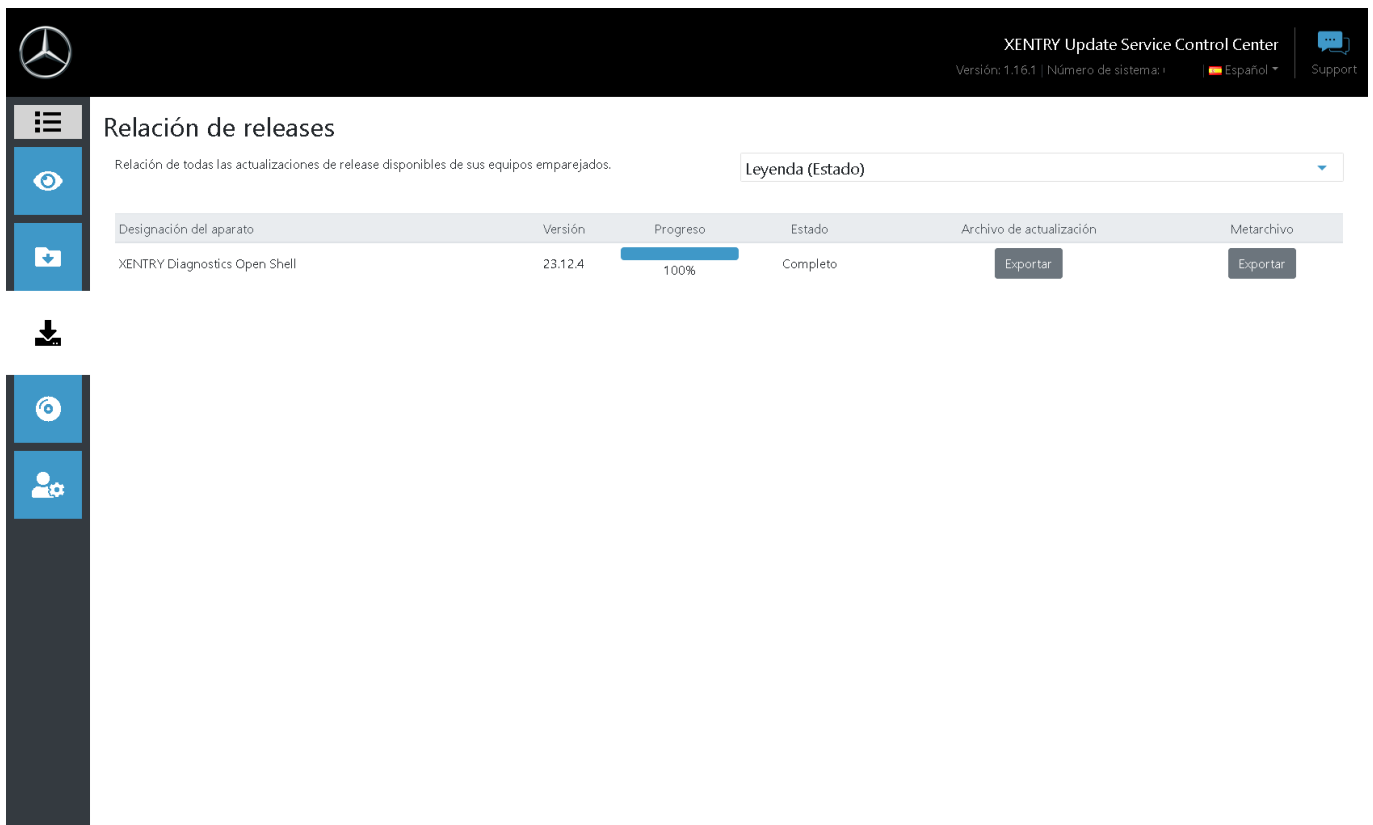 XENTRY Update Service Control Center
Versión: 1.16.1 | Número de sistema: | Español
Support
Relación de releases
Relación de todas las actualizaciones de release disponibles de sus equipos emparejados.
Leyenda (Estado)
Designación del aparato Versión Progreso Estado Archivo de actualización Metarchivo
XENTRY Diagnostics Open Shell 23.12.4 100% Completo Exportar Exportar